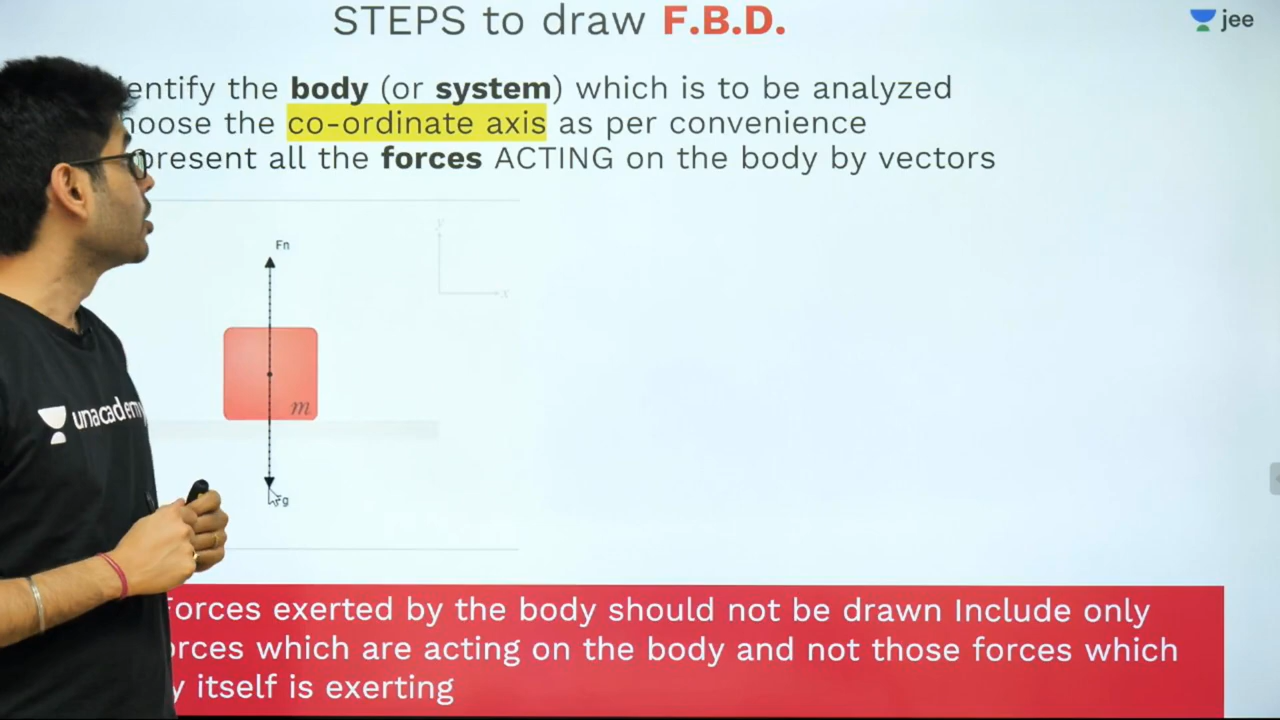 STEPS to draw F.B.D.
jee
entify the body (or system) which is to be analyzed
hoose the co-ordinate axis as per convenience
present all the forces ACTING on the body by vectors
y
Fn
x
m
unacademy
Fg
Forces exerted by the body should not be drawn Include only
orces which are acting on the body and not those forces which
y itself is exerting